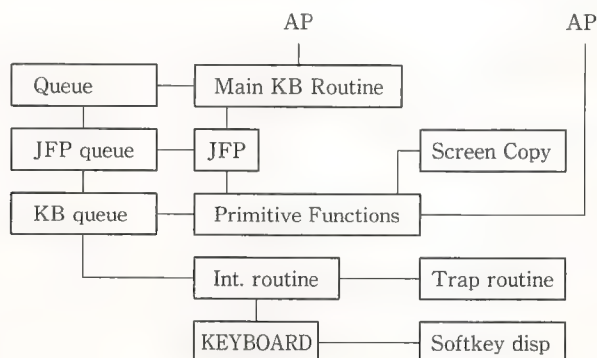 AP AP
Queue Main KB Routine
JFP queue JFP Screen Copy
KB queue Primitive Functions
Int. routine Trap routine
KEYBOARD Softkey disp